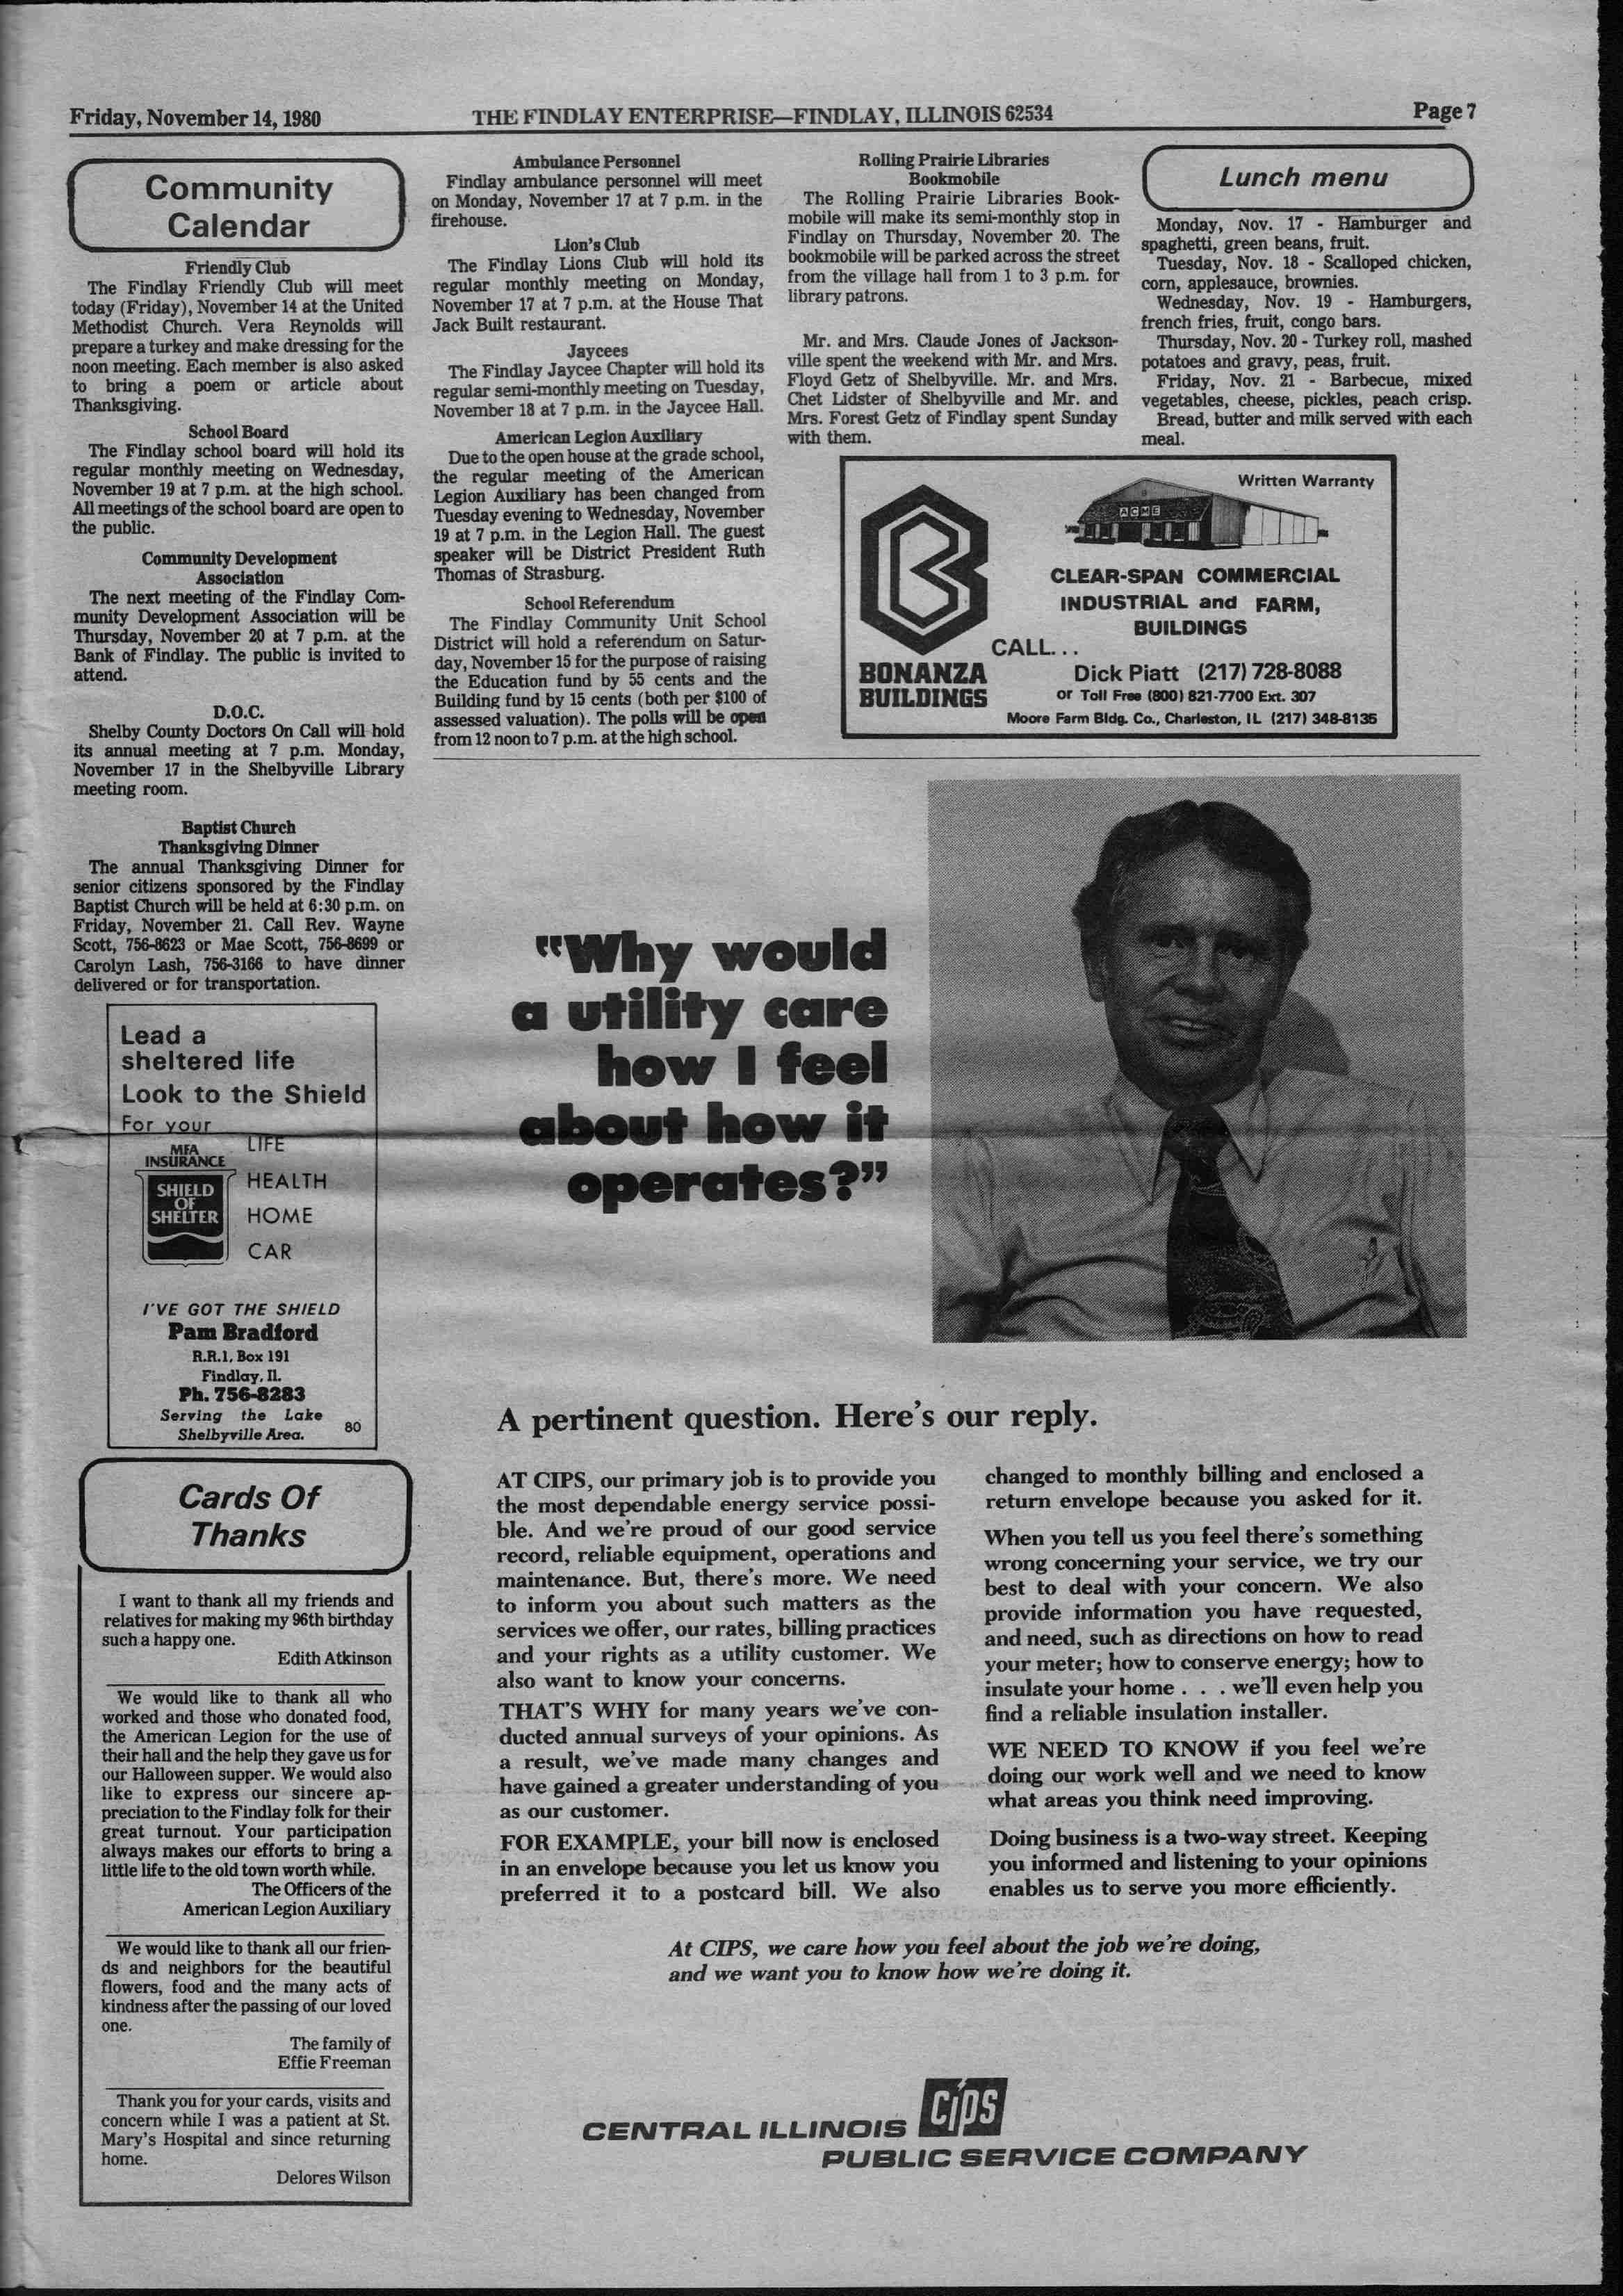 Friday, November 14, 1980
THE FINDLAY ENTERPRISE—FINDLAY, ILLINOIS 62534
Page 7
Community
Calendar
Friendly Club
The Findlay Friendly Club will meet
today (Friday), November 14 at the United
Methodist Church. Vera Reynolds will
prepare a turkey and make dressing for the
noon meeting. Each member is also asked
to bring a poem or article about
Thanksgiving.
School Board
The Findlay school board will hold its
regular monthly meeting on Wednesday,
November 19 at 7 p.m. at the high school.
All meetings of the school board are open to
the public.
Community Development
Association
The next meeting of the Findlay Com-
munity Development Association will be
Thursday, November 20 at 7 p.m. at the
Bank of Findlay. The public is invited to
attend.
D.O.C.
Shelby County Doctors On Call will hold
its annual meeting at 7 p.m. Monday,
November 17 in the Shelbyville Library
meeting room.
Baptist Church
Thanksgiving Dinner
The annual Thanksgiving Dinner for
senior citizens sponsored by the Findlay
Baptist Church will be held at 6:30 p.m. on
Friday, November 21. Call Rev. Wayne
Scott, 756-8623 or Mae Scott, 756-8699 or
Carolyn Lash, 756-3166 to have dinner
delivered or for transportation.
Lead a
sheltered life
Look to the Shield
For your
MFA
INSURANCE
SHIELD
OF
SHELTER
LIFE
HEALTH
HOME
CAR
I'VE GOT THE SHIELD
Pam Bradford
R.R.1, Box 191
Findlay, Il.
Ph. 756-8283
Serving the Lake
Shelbyville Area.
80
Cards Of
Thanks
I want to thank all my friends and
relatives for making my 96th birthday
such a happy one.
Edith Atkinson
We would like to thank all who
worked and those who donated food,
the American Legion for the use of
their hall and the help they gave us for
our Halloween supper. We would also
like to express our sincere ap-
preciation to the Findlay folk for their
great turnout. Your participation
always makes our efforts to bring a
little life to the old town worth while.
The Officers of the
American Legion Auxiliary
We would like to thank all our frien-
ds and neighbors for the beautiful
flowers, food and the many acts of
kindness after the passing of our loved
one.
The family of
Effie Freeman
Thank you for your cards, visits and
concern while I was a patient at St.
Mary's Hospital and since returning
home.
Delores Wilson
Ambulance Personnel
Findlay ambulance personnel will meet
on Monday, November 17 at 7 p.m. in the
firehouse.
Lion's Club
The Findlay Lions Club will hold its
regular monthly meeting on Monday,
November 17 at 7 p.m. at the House That
Jack Built restaurant.
Jaycees
The Findlay Jaycee Chapter will hold its
regular semi-monthly meeting on Tuesday,
November 18 at 7 p.m. in the Jaycee Hall.
American Legion Auxiliary
Due to the open house at the grade school,
the regular meeting of the American
Legion Auxiliary has been changed from
Tuesday evening to Wednesday, November
19 at 7 p.m. in the Legion Hall. The guest
speaker will be District President Ruth
Thomas of Strasburg.
School Referendum
The Findlay Community Unit School
District will hold a referendum on Satur-
day, November 15 for the purpose of raising
the Education fund by 55 cents and the
Building fund by 15 cents (both per $100 of
assessed valuation). The polls will be open
from 12 noon to 7 p.m. at the high school.
Rolling Prairie Libraries
Bookmobile
The Rolling Prairie Libraries Book-
mobile will make its semi-monthly stop in
Findlay on Thursday, November 20. The
bookmobile will be parked across the street
from the village hall from 1 to 3 p.m. for
library patrons.
Mr. and Mrs. Claude Jones of Jackson-
ville spent the weekend with Mr. and Mrs.
Floyd Getz of Shelbyville. Mr. and Mrs.
Chet Lidster of Shelbyville and Mr. and
Mrs. Forest Getz of Findlay spent Sunday
with them.
Lunch menu
Monday, Nov. 17 - Hamburger and
spaghetti, green beans, fruit.
Tuesday, Nov. 18 - Scalloped chicken,
corn, applesauce, brownies.
Wednesday, Nov. 19 - Hamburgers,
french fries, fruit, congo bars.
Thursday, Nov. 20 - Turkey roll, mashed
potatoes and gravy, peas, fruit.
Friday, Nov. 21 - Barbecue, mixed
vegetables, cheese, pickles, peach crisp.
Bread, butter and milk served with each
meal.
Written Warranty
ACME
CLEAR-SPAN COMMERCIAL
INDUSTRIAL and FARM,
BUILDINGS
CALL...
BONANZA
BUILDINGS
Dick Piatt (217) 728-8088
or Toll Free (800) 821-7700 Ext. 307
Moore Farm Bldg. Co., Charleston, IL (217) 348-8135
"Why would
a utility care
how I feel
about how it
operates?"
A pertinent question. Here's our reply.
AT CIPS, our primary job is to provide you
the most dependable energy service possi-
ble. And we're proud of our good service
record, reliable equipment, operations and
maintenance. But, there's more. We need
to inform you about such matters as the
services we offer, our rates, billing practices
and your rights as a utility customer. We
also want to know your concerns.
THAT'S WHY for many years we've con-
ducted annual surveys of your opinions. As
a result, we've made many changes and
have gained a greater understanding of you
as our customer.
FOR EXAMPLE, your bill now is enclosed
in an envelope because you let us know you
preferred it to a postcard bill. We also
changed to monthly billing and enclosed a
return envelope because you asked for it.
When you tell us you feel there's something
wrong concerning your service, we try our
best to deal with your concern. We also
provide information you have requested,
and need, such as directions on how to read
your meter; how to conserve energy; how to
insulate your home . . . we'll even help you
find a reliable insulation installer.
WE NEED TO KNOW if you feel we're
doing our work well and we need to know
what areas you think need improving.
Doing business is a two-way street. Keeping
you informed and listening to your opinions
enables us to serve you more efficiently.
At CIPS, we care how you feel about the job we're doing,
and we want you to know how we're doing it.
CIPS
CENTRAL ILLINOIS
PUBLIC SERVICE COMPANY